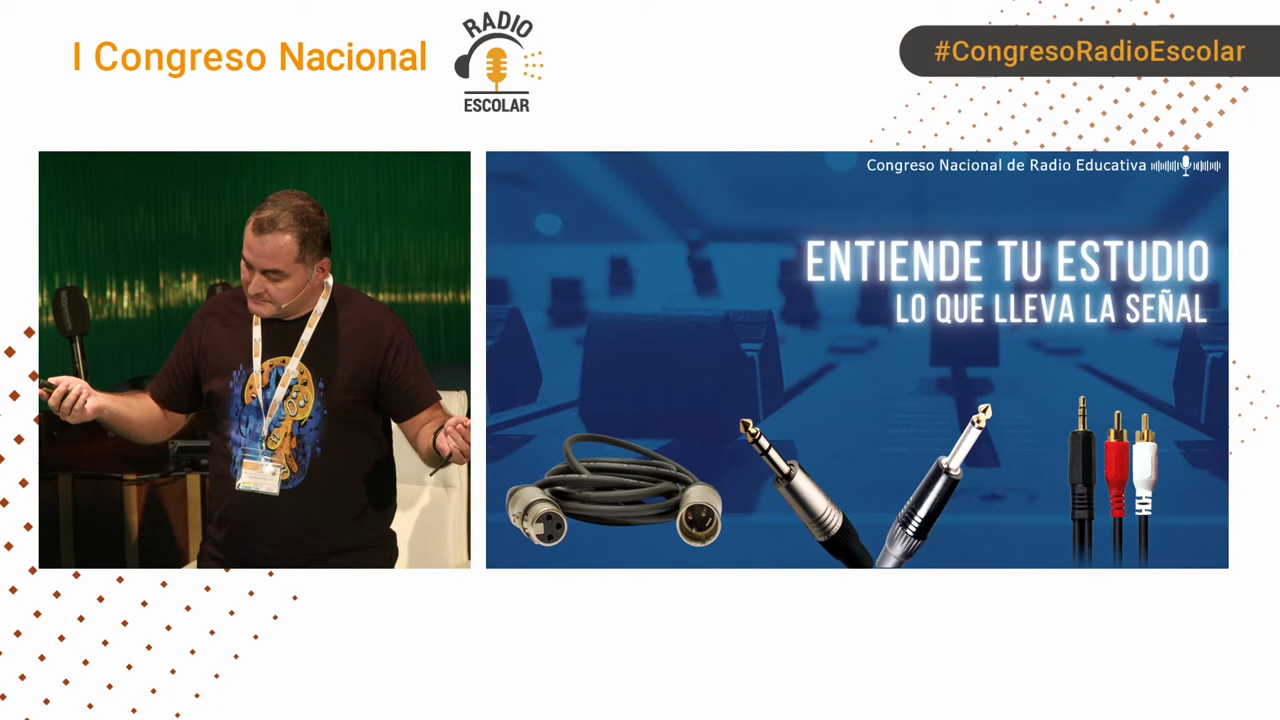 I Congreso Nacional
RADIO
ESCOLAR
#CongresoRadioEscolar
Congreso Nacional de Radio Educativa
ENTIENDE TU ESTUDIO
LO QUE LLEVA LA SEÑAL